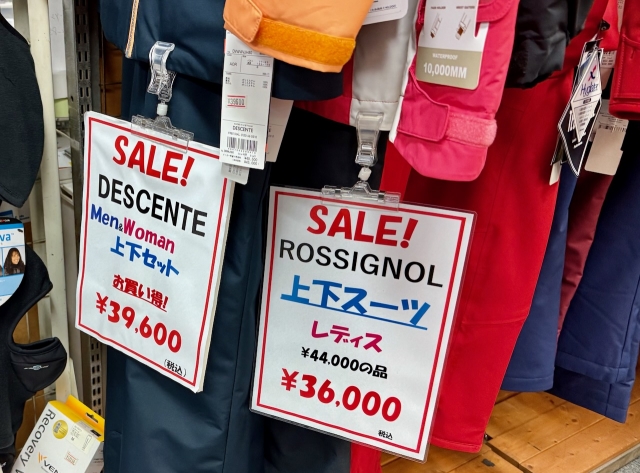 SALE!
DESCENTE
Men&Woman
上下セット
お買い得!
¥39,600
(税込)
SALE!
ROSSIGNOL
上下スーツ
レディス
¥44,000の品
¥36,000
税込
DESCENTE
10,000MM
Recovery